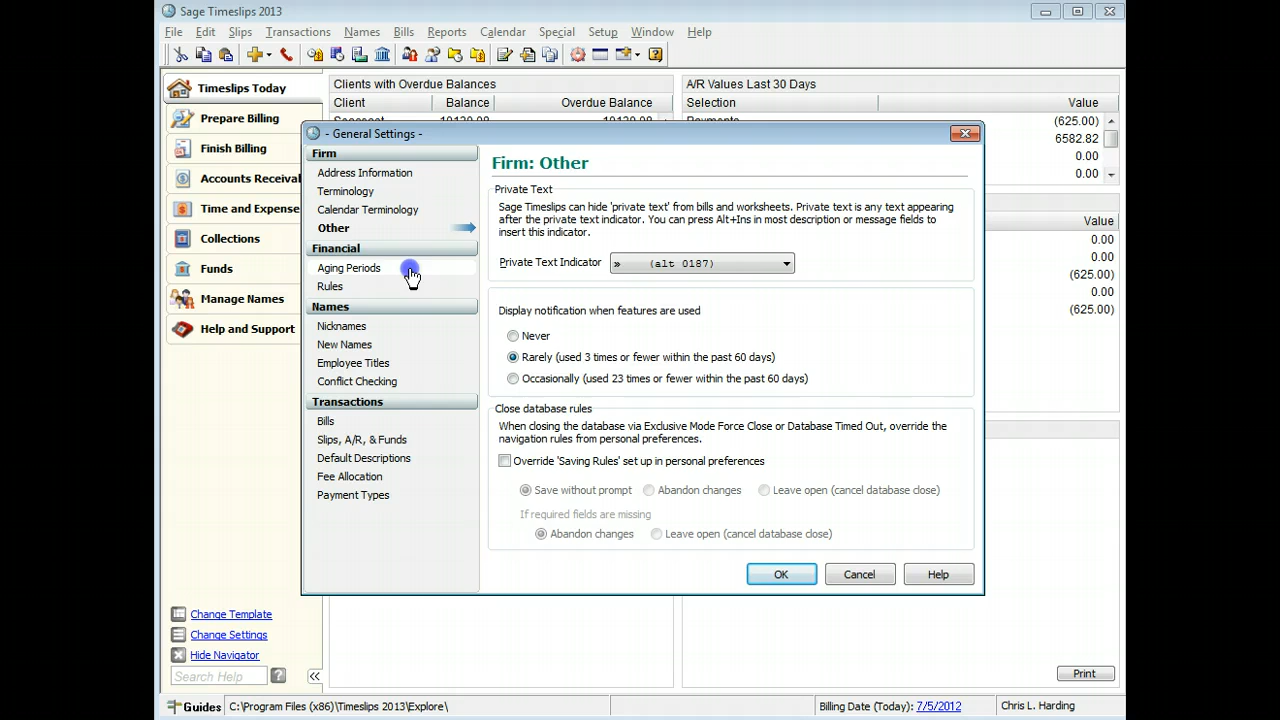 Sage Timeslips 2013
File Edit Slips Transactions Names Bills Reports Calendar Special Setup Window Help
Timeslips Today
Prepare Billing
Finish Billing
Accounts Receival
Time and Expense
Collections
Funds
Manage Names
Help and Support
Change Template
Change Settings
Hide Navigator
Search Help
Clients with Overdue Balances
Client Balance Overdue Balance
A/R Values Last 30 Days
Selection Value
(625.00)
6582.82
0.00
0.00
Value
0.00
0.00
(625.00)
0.00
(625.00)
Print
- General Settings -
Firm
Address Information
Terminology
Calendar Terminology
Other
Financial
Aging Periods
Rules
Names
Nicknames
New Names
Employee Titles
Conflict Checking
Transactions
Bills
Slips, A/R, & Funds
Default Descriptions
Fee Allocation
Payment Types
Firm: Other
Private Text
Sage Timeslips can hide 'private text' from bills and worksheets. Private text is any text appearing
after the private text indicator. You can press Alt+Ins in most description or message fields to
insert this indicator.
Private Text Indicator » (alt 0187)
Display notification when features are used
Never
Rarely (used 3 times or fewer within the past 60 days)
Occasionally (used 23 times or fewer within the past 60 days)
Close database rules
When closing the database via Exclusive Mode Force Close or Database Timed Out, override the
navigation rules from personal preferences.
Override 'Saving Rules' set up in personal preferences
Save without prompt Abandon changes Leave open (cancel database close)
If required fields are missing
Abandon changes Leave open (cancel database close)
OK Cancel Help
Guides C:\Program Files (x86)\Timeslips 2013\Explore\ Billing Date (Today): 7/5/2012 Chris L. Harding